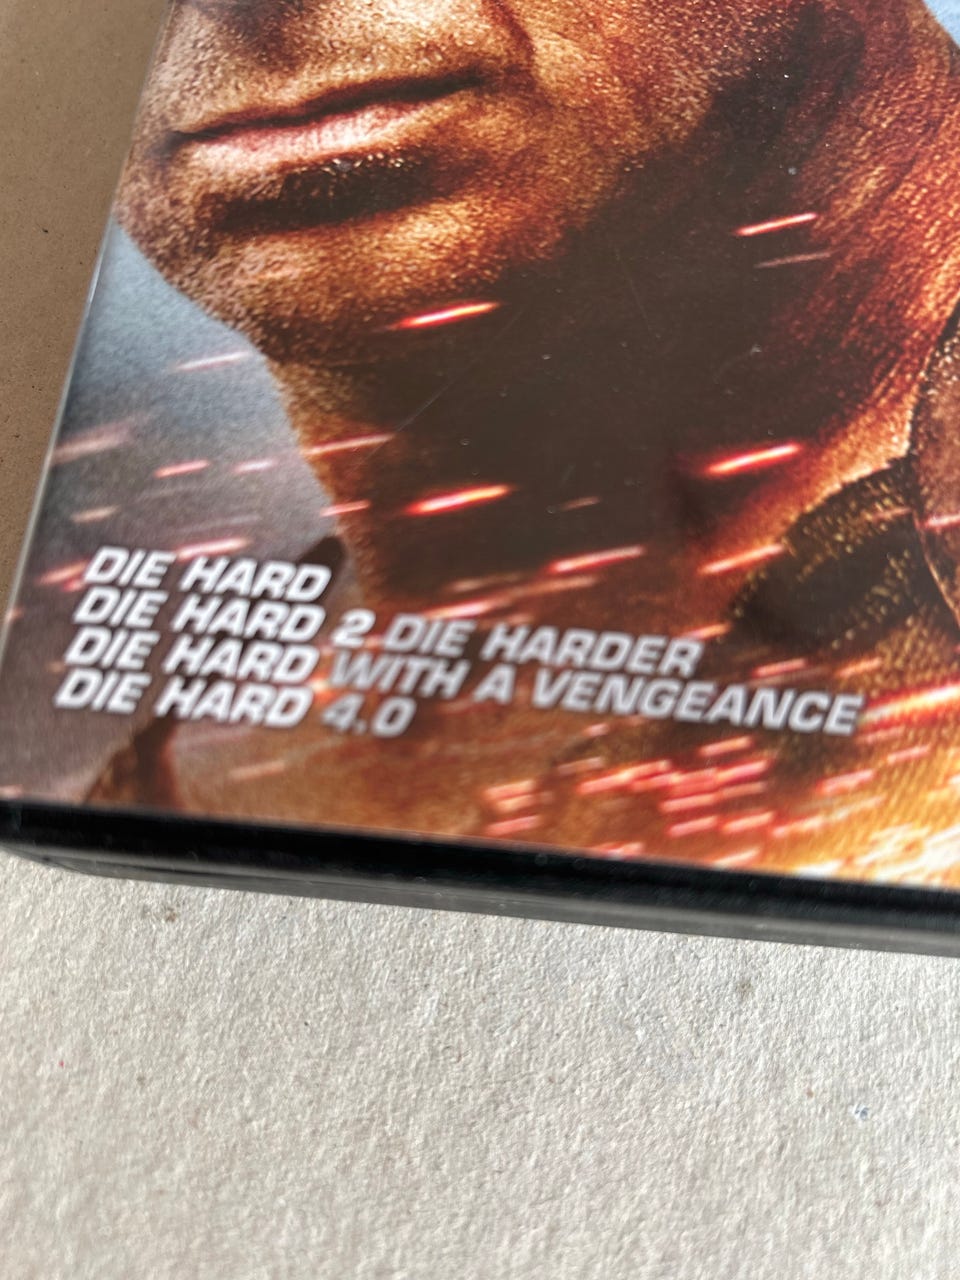 DIE HARD
DIE HARD 2 DIE HARDER
DIE HARD WITH A VENGEANCE
DIE HARD 4.0